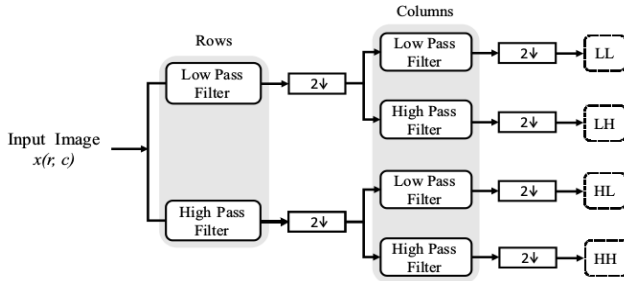 Columns
Rows
Low Pass
Filter
2↓
LL
Low Pass
Filter
2↓
High Pass
Filter
2↓
LH
Input Image
x(r, c)
Low Pass
Filter
2↓
HL
High Pass
Filter
2↓
High Pass
Filter
2↓
HH